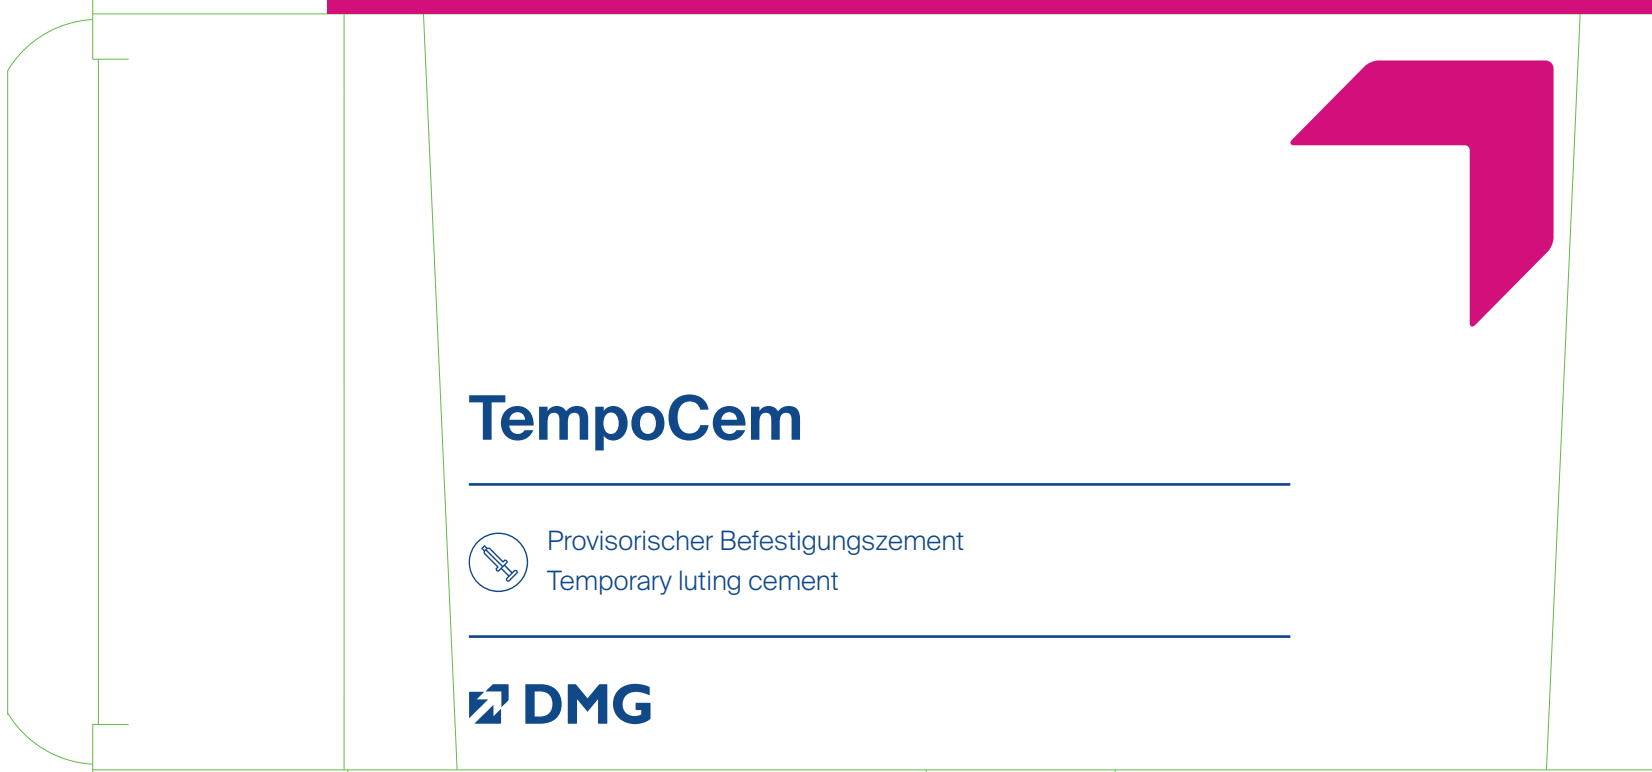 TempoCem
Provisorischer Befestigungszement
Temporary luting cement
DMG